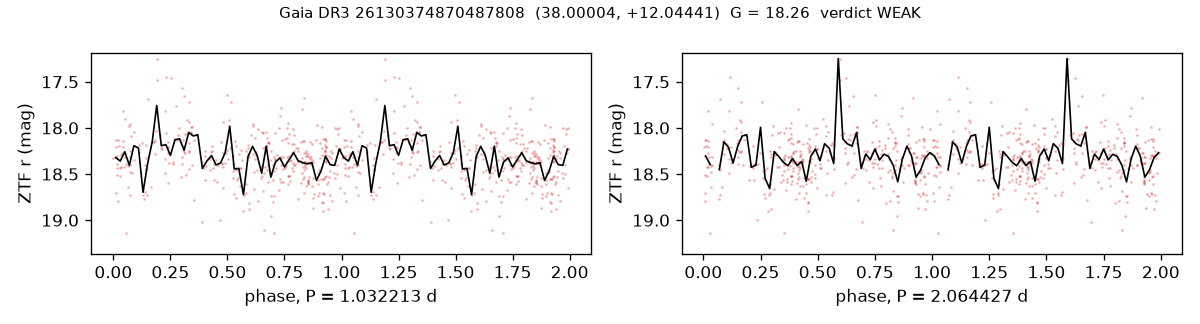 Gaia DR3 26130374870487808  (38.00004, +12.04441)  G = 18.26  verdict WEAK
ZTF r (mag)
17.5
18.0
18.5
19.0
0.00 0.25 0.50 0.75 1.00 1.25 1.50 1.75 2.00
phase, P = 1.032213 d
ZTF r (mag)
17.5
18.0
18.5
19.0
0.00 0.25 0.50 0.75 1.00 1.25 1.50 1.75 2.00
phase, P = 2.064427 d